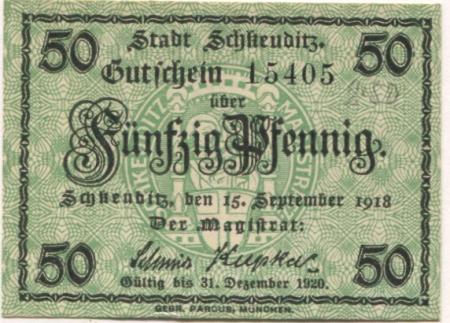 50 Stadt Schkeuditz. 50
Gutschein 15405
über
Fünfzig Pfennig.
Schkeuditz, den 15. September 1918
Der Magistrat:
50 50
Gültig bis 31. Dezember 1920.
GEBR. PARCUS, MÜNCHEN.